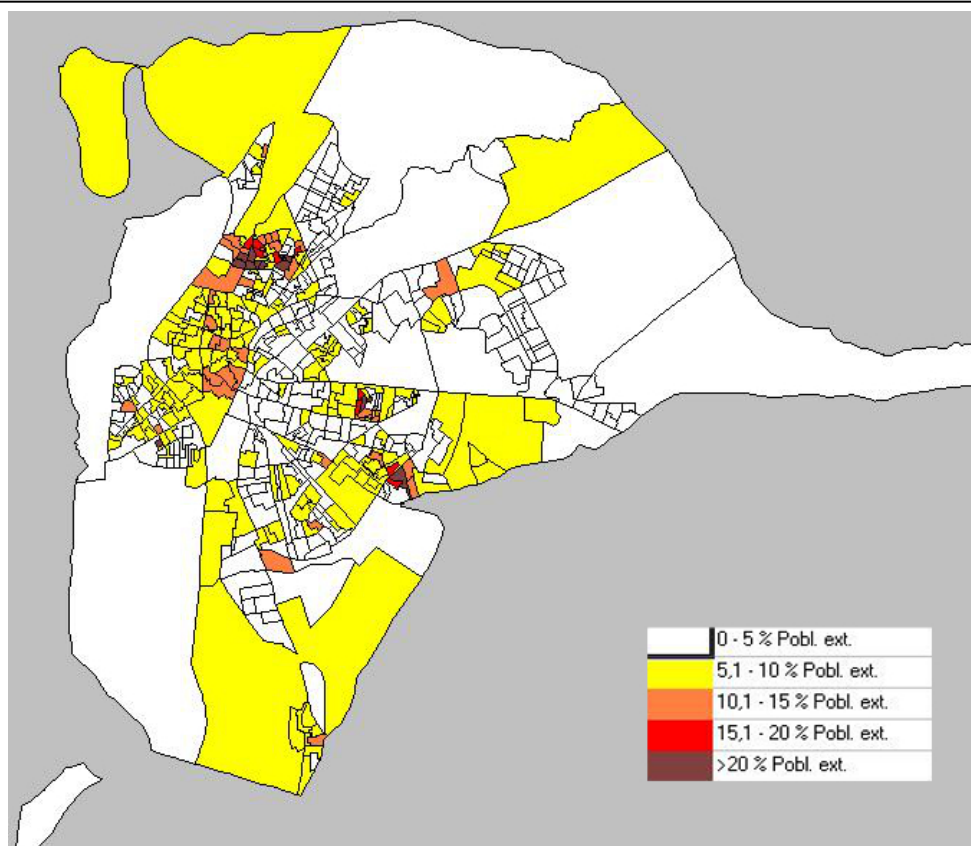 0 - 5 % Pobl. ext.
5,1 - 10 % Pobl. ext.
10,1 - 15 % Pobl. ext.
15,1 - 20 % Pobl. ext.
>20 % Pobl. ext.